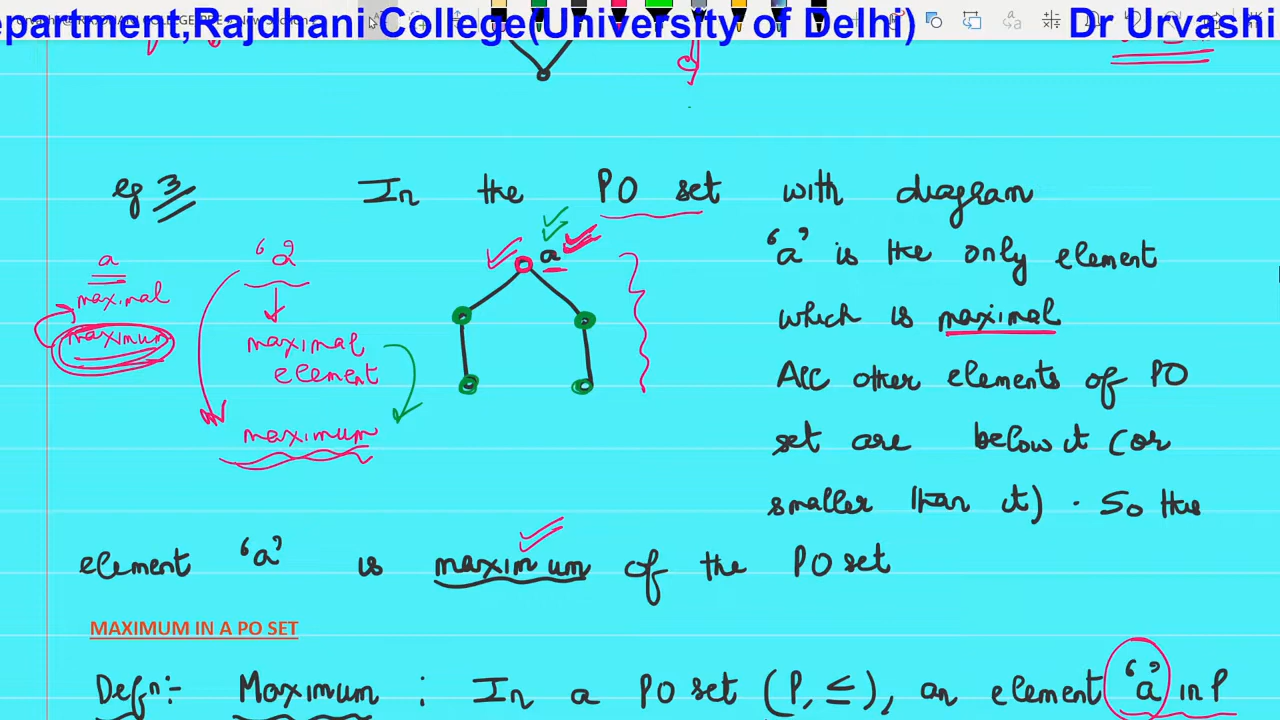 epartment,Rajdhani College(University of Delhi) Dr Urvashi
eg 3 In the PO set with diagram
a
maximal
maximum
'a'
maximal
element
maximum
a
'a' is the only element
which is maximal
All other elements of PO
set are below it (or
smaller than it). So this
element 'a' is maximum of the PO set
MAXIMUM IN A PO SET
Defn:- Maximum : In a PO set (P, ≤), an element 'a' in P